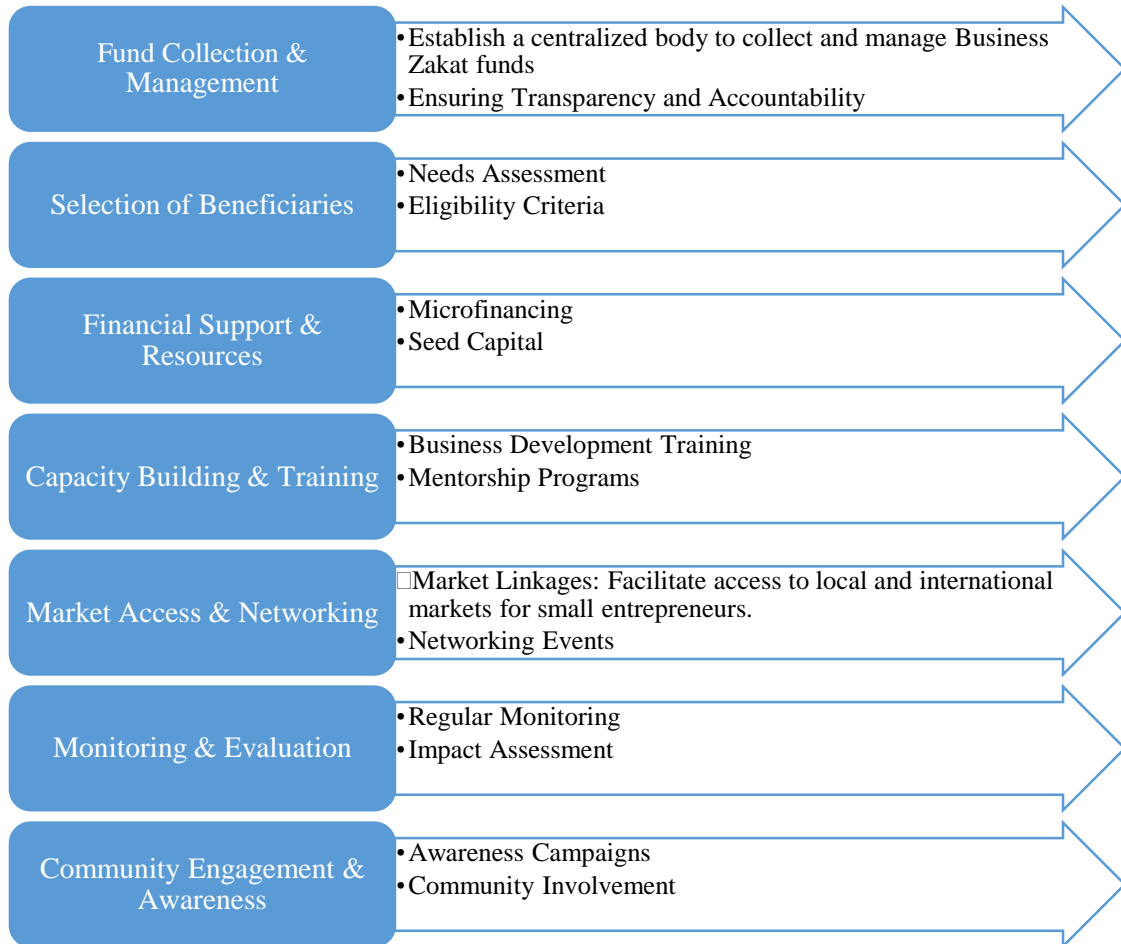 Fund Collection &
Management
•Establish a centralized body to collect and manage Business
Zakat funds
•Ensuring Transparency and Accountability
Selection of Beneficiaries
•Needs Assessment
•Eligibility Criteria
Financial Support &
Resources
•Microfinancing
•Seed Capital
Capacity Building & Training
•Business Development Training
•Mentorship Programs
Market Access & Networking
□Market Linkages: Facilitate access to local and international
markets for small entrepreneurs.
•Networking Events
Monitoring & Evaluation
•Regular Monitoring
•Impact Assessment
Community Engagement &
Awareness
•Awareness Campaigns
•Community Involvement